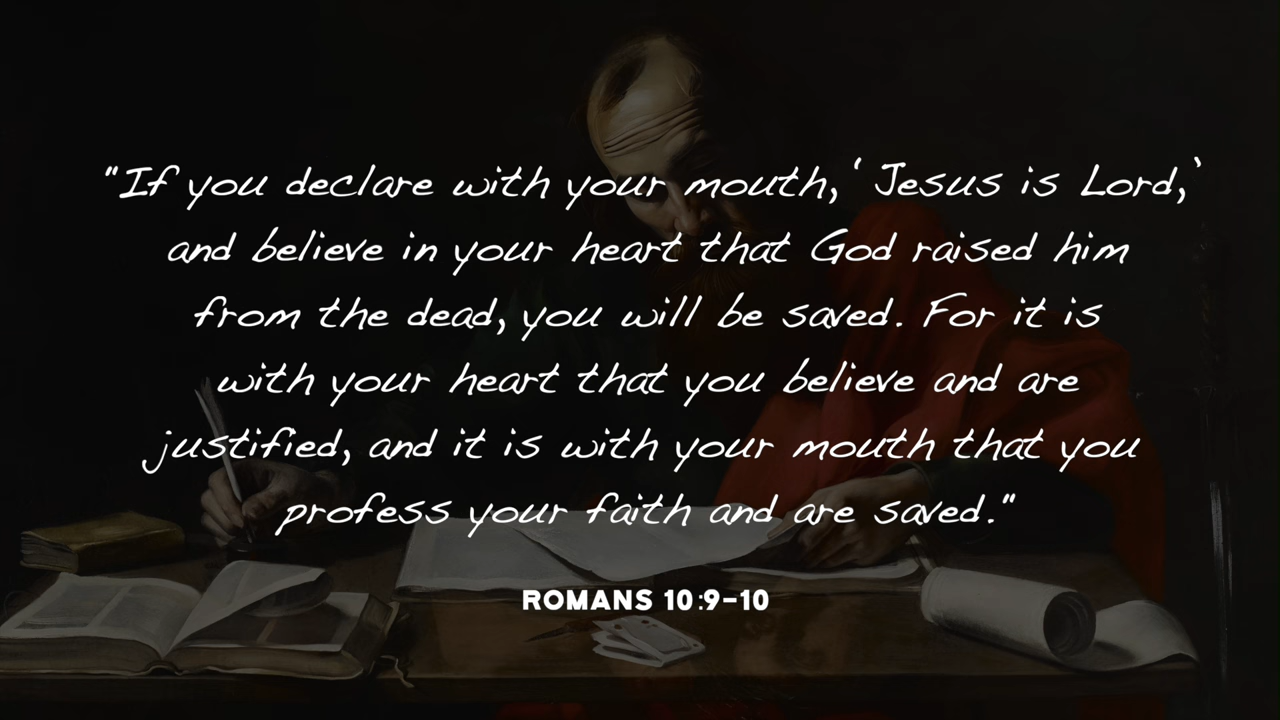 "If you declare with your mouth, 'Jesus is Lord,'
and believe in your heart that God raised him
from the dead, you will be saved. For it is
with your heart that you believe and are
justified, and it is with your mouth that you
profess your faith and are saved."
ROMANS 10:9-10